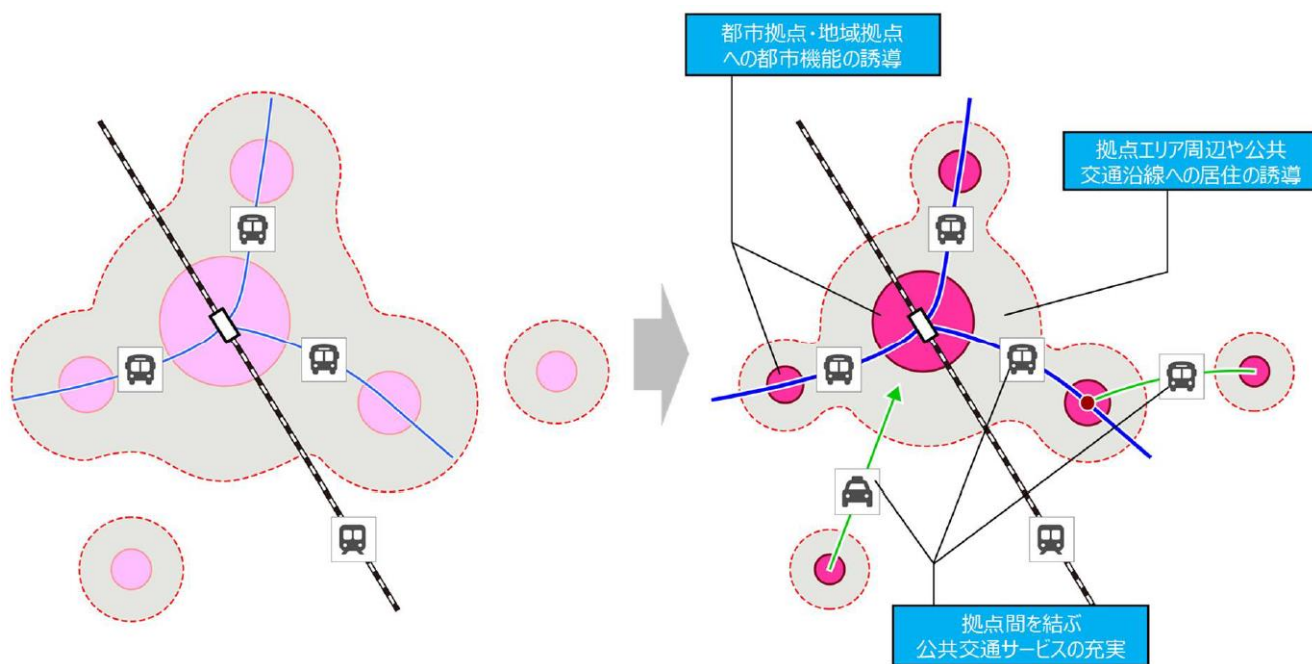 都市拠点・地域拠点
への都市機能の誘導
拠点エリア周辺や公共
交通沿線への居住の誘導
拠点間を結ぶ
公共交通サービスの充実